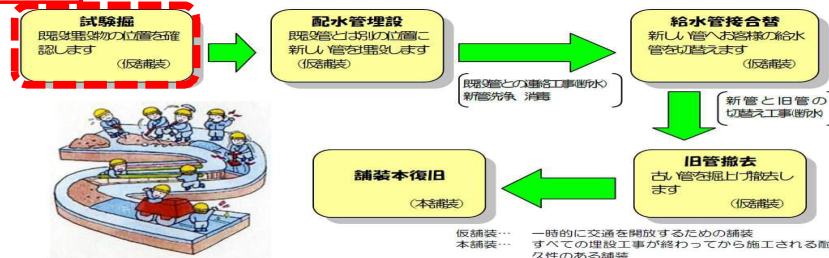 試験掘
既設埋設物の位置を確
認します
(仮舗装)
配水管埋設
既設管とは別の位置に
新しい管を埋設します
(仮舗装)
給水管接合替
新しい管へお客様の給水
管を切替えます
(仮舗装)
既設管との連絡工事(断水)
新管洗浄、消毒
新管と旧管の
切替え工事(断水)
旧管撤去
古い管を掘上げ撤去し
ます
(仮舗装)
舗装本復旧
(本舗装)
仮舗装… 一時的に交通を開放するための舗装
本舗装… すべての埋設工事が終わってから施工される耐
久性のある舗装